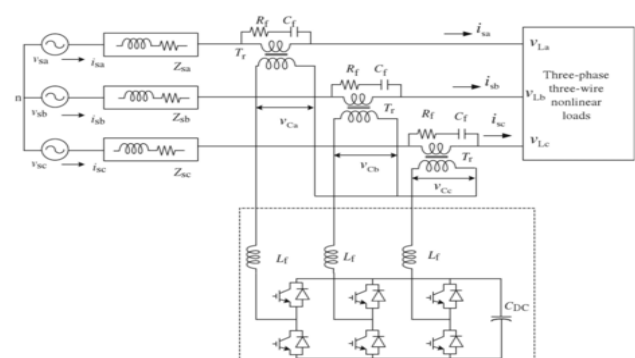 Rf Cf
isa
vsa isa Zsa Tr vLa
Rf Cf
isb
n vsb isb Zsb vCa Tr vLb
Three-phase
three-wire
nonlinear
loads
Rf Cf
isc
vsc isc Zsc vCb Tr vLc
vCc
Lf Lf Lf
CDC